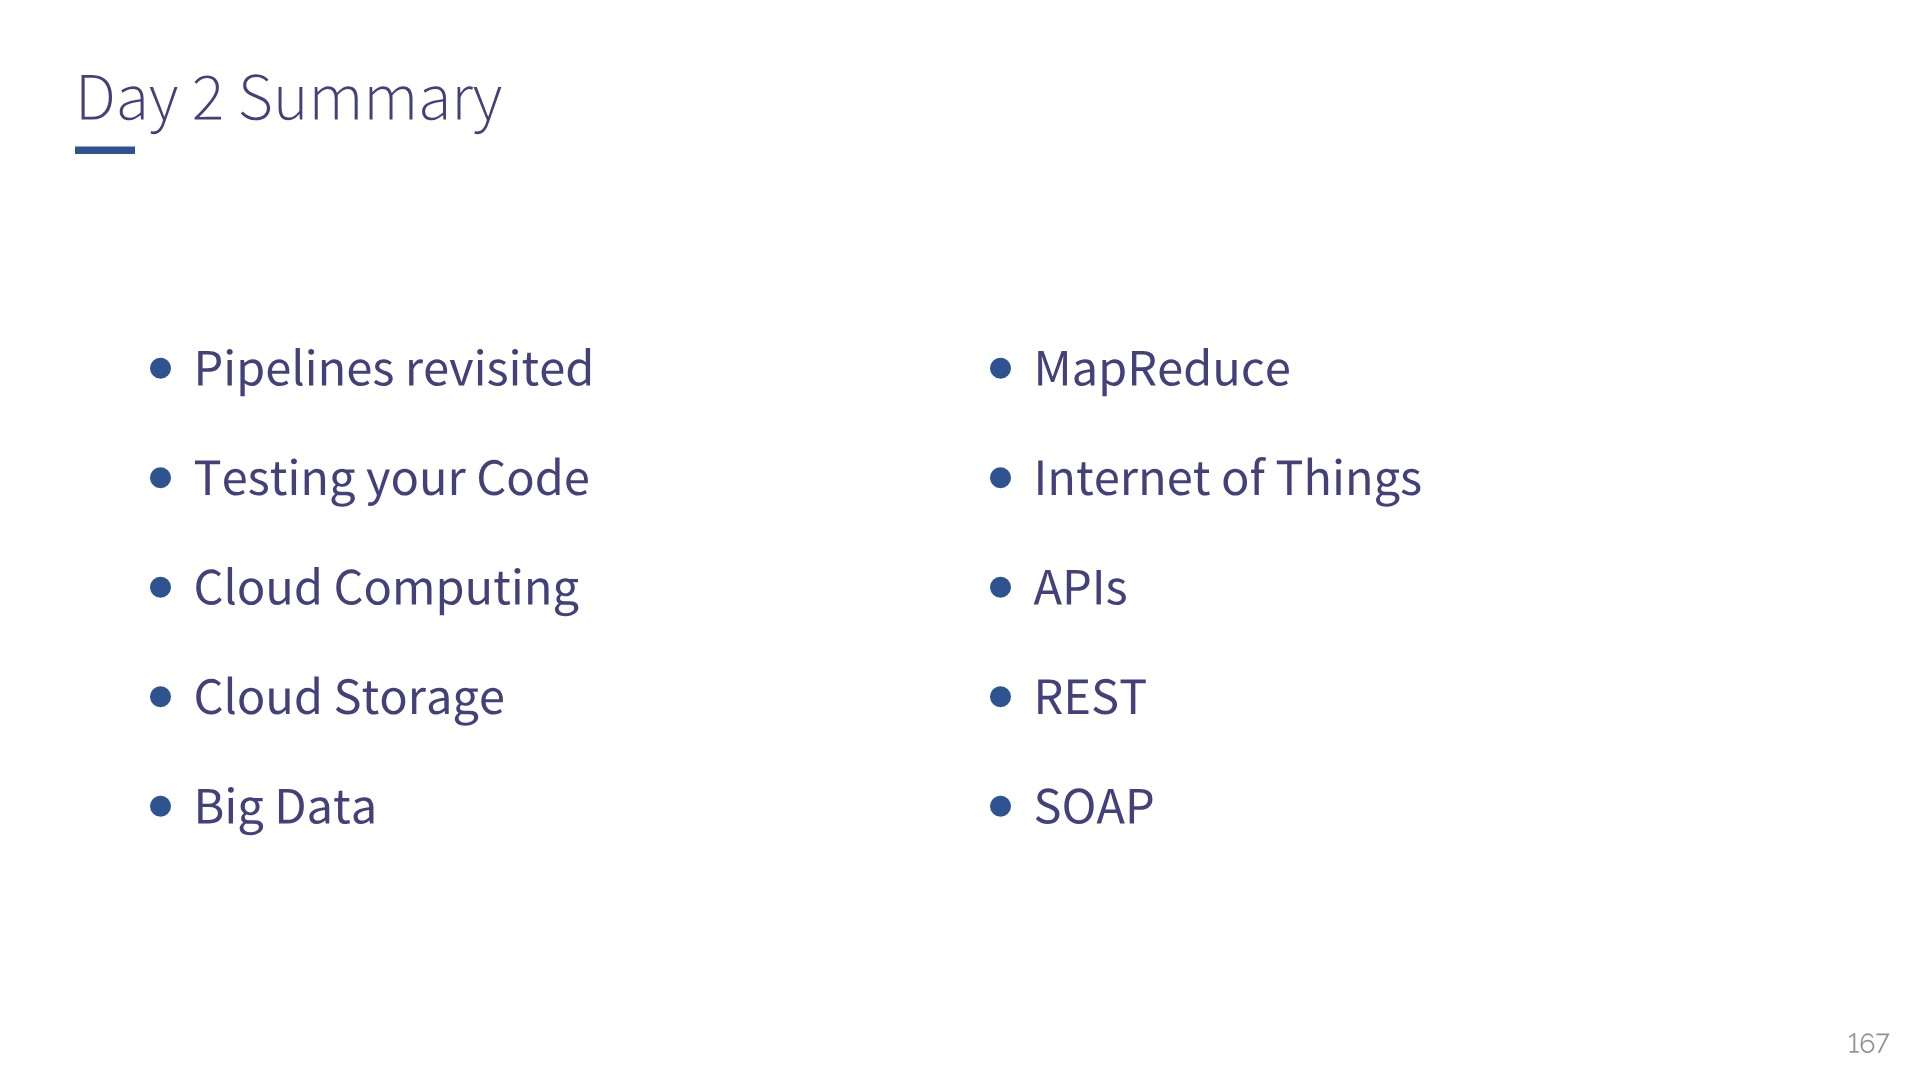 Day 2 Summary
● Pipelines revisited
● Testing your Code
● Cloud Computing
● Cloud Storage
● Big Data
● MapReduce
● Internet of Things
● APIs
● REST
● SOAP
167